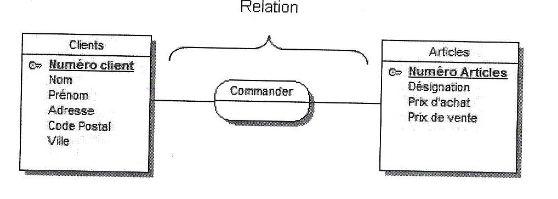 Relation
Clients
Numéro client
Nom
Prénom
Adresse
Code Postal
Ville
Commander
Articles
Numéro Articles
Désignation
Prix d'achat
Prix de vente